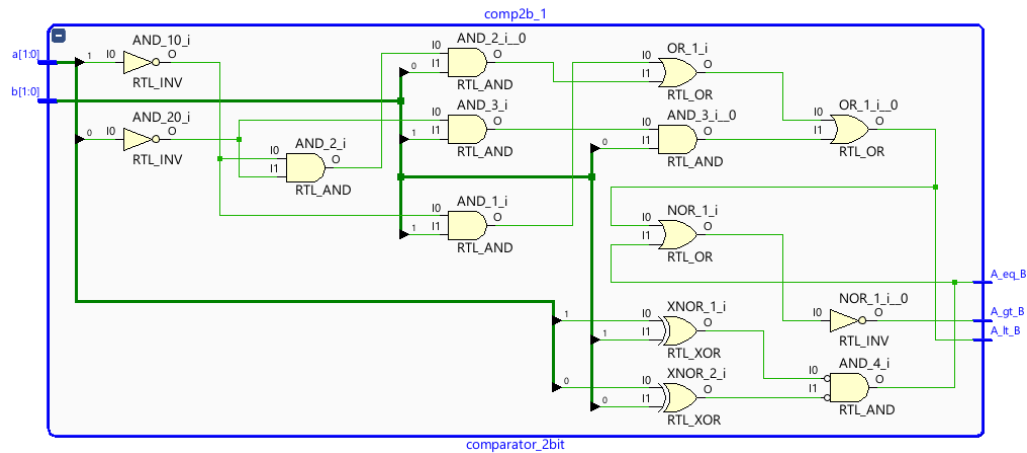 comp2b_1
a[1:0]
b[1:0]
1
I0
AND_10_i
O
RTL_INV
0
I0
AND_20_i
O
RTL_INV
I0
I1
AND_2_i
O
RTL_AND
0
I0
I1
AND_2_i__0
O
RTL_AND
1
I0
I1
AND_3_i
O
RTL_AND
1
I0
I1
AND_1_i
O
RTL_AND
I0
I1
OR_1_i
O
RTL_OR
0
I0
I1
AND_3_i__0
O
RTL_AND
I0
I1
OR_1_i__0
O
RTL_OR
I0
I1
NOR_1_i
O
RTL_OR
1
1
I0
I1
XNOR_1_i
O
RTL_XOR
0
0
I0
I1
XNOR_2_i
O
RTL_XOR
I0
NOR_1_i__0
O
RTL_INV
I0
I1
AND_4_i
O
RTL_AND
A_eq_B
A_gt_B
A_lt_B
comparator_2bit